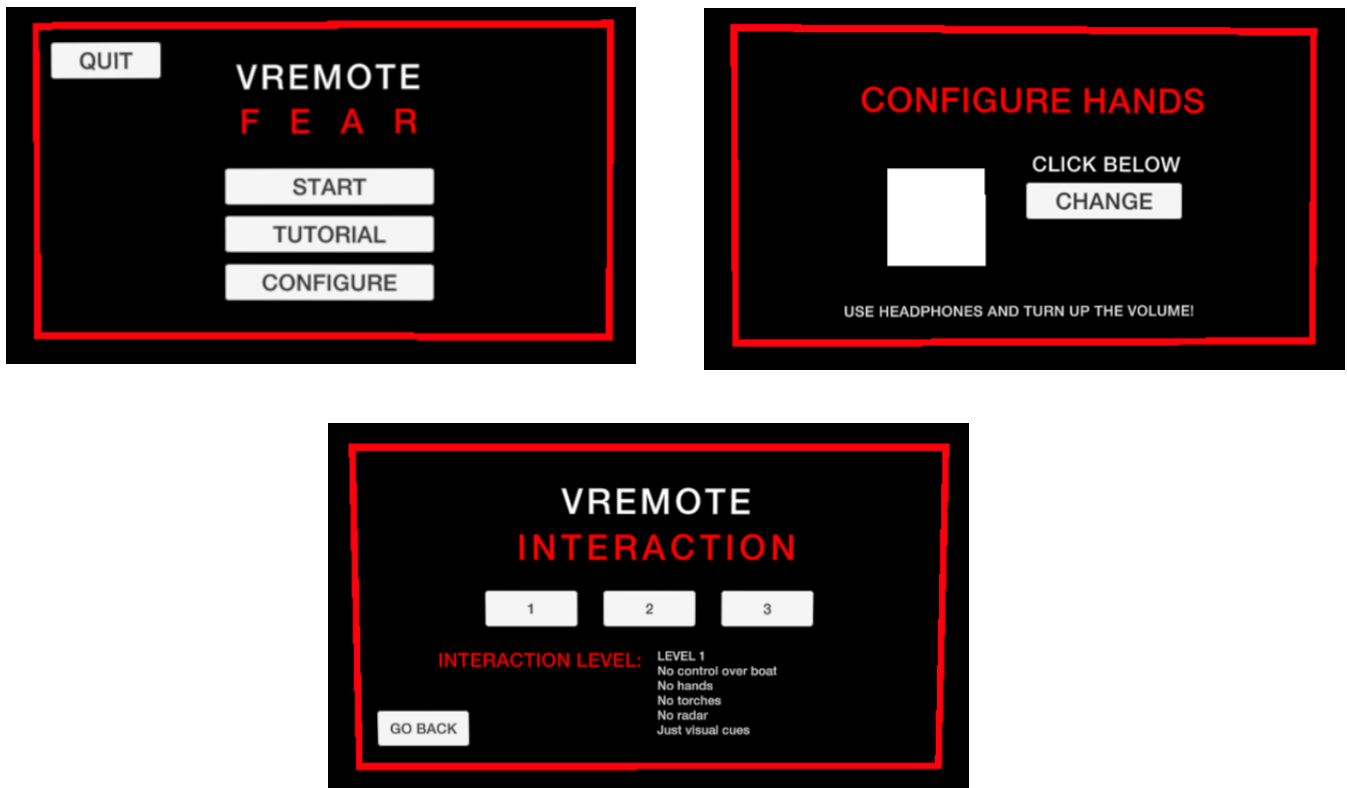 QUIT
VREMOTE
F E A R
START
TUTORIAL
CONFIGURE
CONFIGURE HANDS
CLICK BELOW
CHANGE
USE HEADPHONES AND TURN UP THE VOLUME!
VREMOTE
INTERACTION
1 2 3
INTERACTION LEVEL: LEVEL 1
No control over boat
No hands
No torches
No radar
Just visual cues
GO BACK